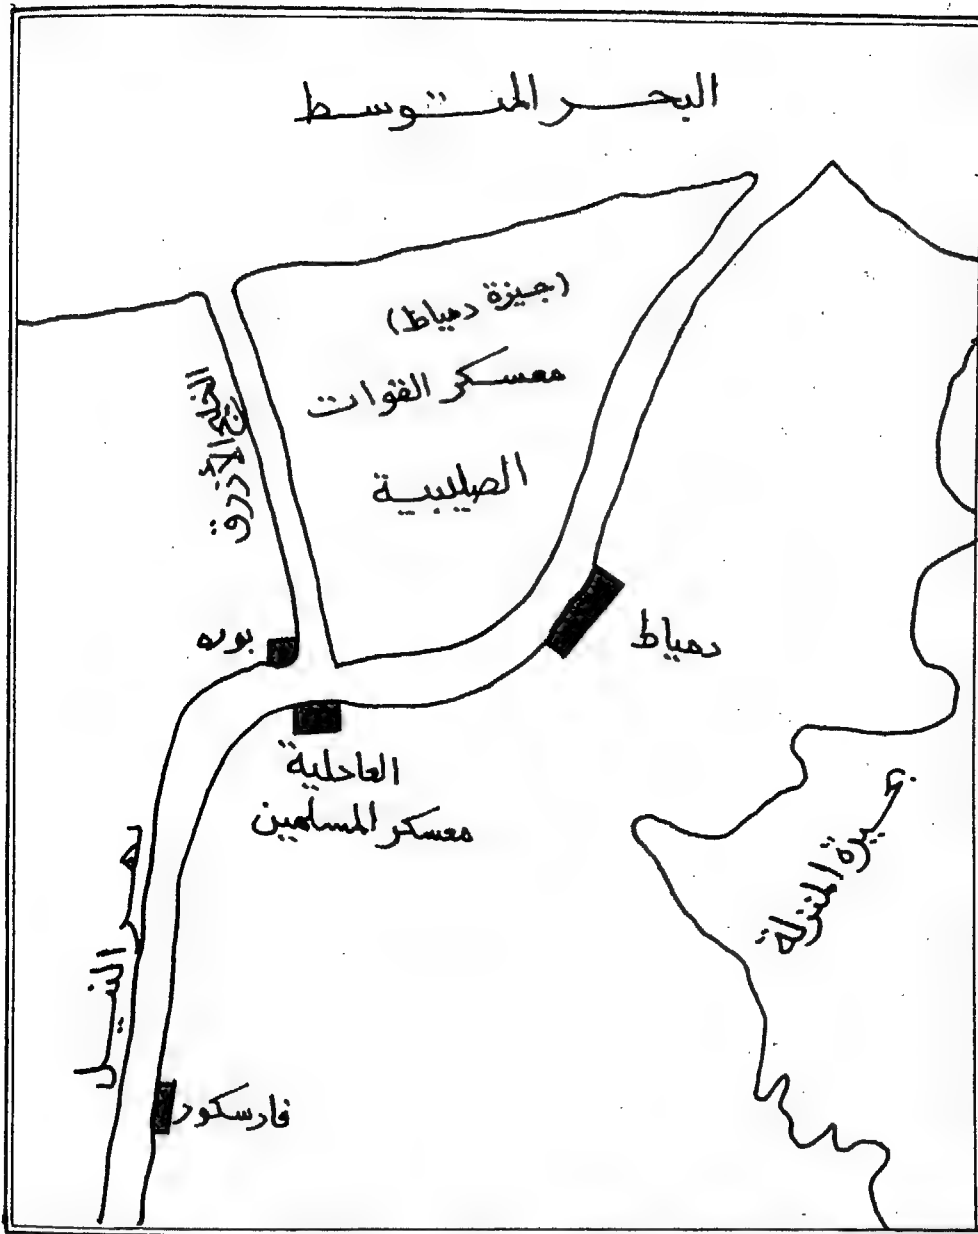 البحر المتوسط
(جيزة دمياط)
معسكر القوات
الصليبية
الخليج الأزرق
بوره
دمياط
العادلية
معسكر المسلمين
بحيرة المنزلة
نهر النيل
فارسكور